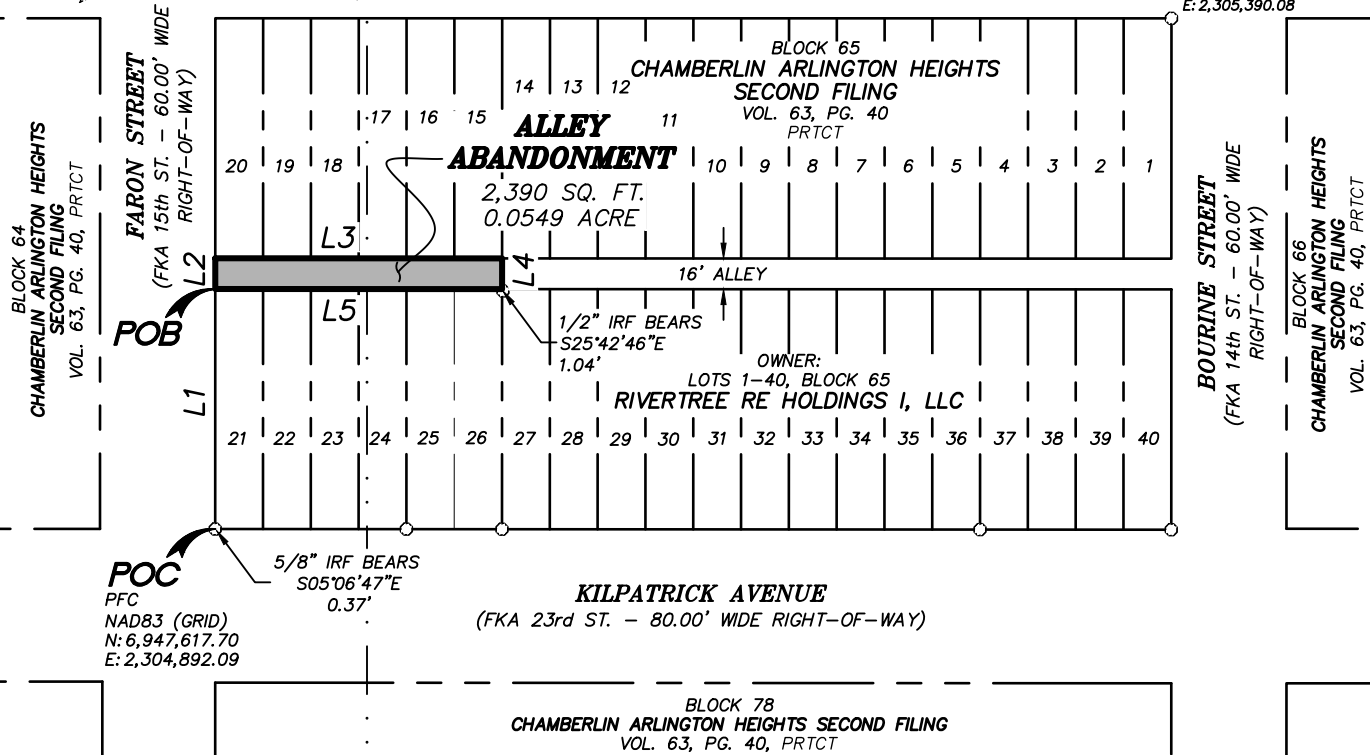 E: 2,305,390.08
BLOCK 64
CHAMBERLIN ARLINGTON HEIGHTS
SECOND FILING
VOL. 63, PG. 40, PRTCT
FARON STREET
(FKA 15th ST. – 60.00' WIDE
RIGHT–OF–WAY)
BLOCK 65
CHAMBERLIN ARLINGTON HEIGHTS
SECOND FILING
VOL. 63, PG. 40
PRTCT
14 13 12
17 16 15 11
ALLEY
ABANDONMENT
2,390 SQ. FT.
0.0549 ACRE
20 19 18 10 9 8 7 6 5 4 3 2 1
L3
L2
L4
L5
16' ALLEY
POB
1/2" IRF BEARS
S25°42'46"E
1.04'
L1
OWNER:
LOTS 1–40, BLOCK 65
RIVERTREE RE HOLDINGS I, LLC
21 22 23 24 25 26 27 28 29 30 31 32 33 34 35 36 37 38 39 40
BOURINE STREET
(FKA 14th ST. – 60.00' WIDE
RIGHT–OF–WAY)
BLOCK 66
CHAMBERLIN ARLINGTON HEIGHTS
SECOND FILING
VOL. 63, PG. 40, PRTCT
POC
PFC
NAD83 (GRID)
N: 6,947,617.70
E: 2,304,892.09
5/8" IRF BEARS
S05°06'47"E
0.37'
KILPATRICK AVENUE
(FKA 23rd ST. – 80.00' WIDE RIGHT–OF–WAY)
BLOCK 78
CHAMBERLIN ARLINGTON HEIGHTS SECOND FILING
VOL. 63, PG. 40, PRTCT